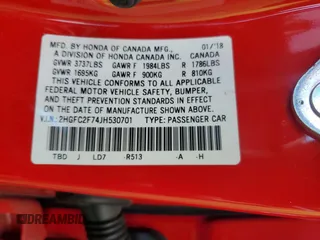 MFD. BY HONDA OF CANADA MFG., 01/18
A DIVISION OF HONDA CANADA INC.
GVWR 3737LBS GAWR F 1984LBS R 1786LBS
GVWR 1695KG GAWR F 900KG R 810KG
THIS VEHICLE CONFORMS TO ALL APPLICABLE
FEDERAL MOTOR VEHICLE SAFETY, BUMPER,
AND THEFT PREVENTION STANDARDS IN EFFECT
ON THE DATE OF MANUFACTURE SHOWN ABOVE.
V.I.N.: 2HGFC2F74JH530701 TYPE: PASSENGER CAR
TBD J LD7 -R513 -A -H
DREAMBID